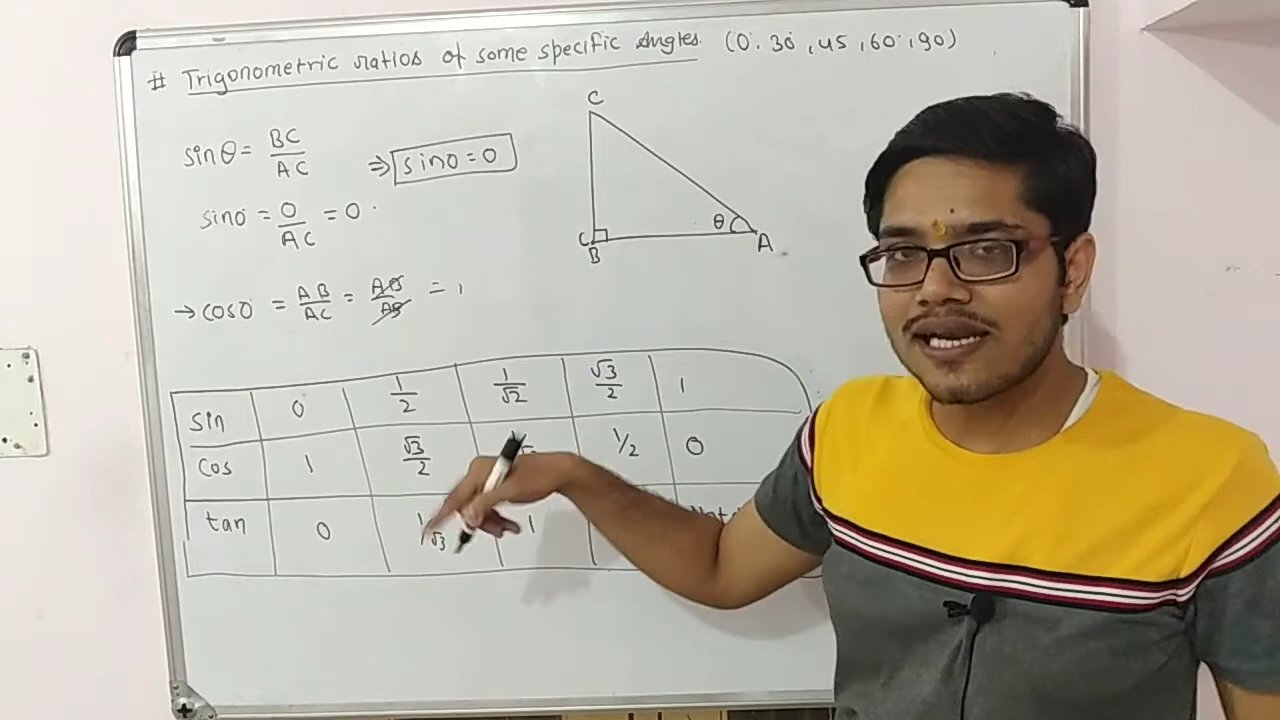 # Trigonometric ratios of some specific Angles. (0. 30 , 45 , 60 , 90)
sinθ = BC/AC ⇒ sin0 = 0
sin0 = 0/AC = 0
→ cos0 = AB/AC = AB/AB = 1
C
θ
C
B
A
sin 0 1/2 1/√2 √3/2 1
cos 1 √3/2 1/2 0
tan 0 1/√3 1 Not